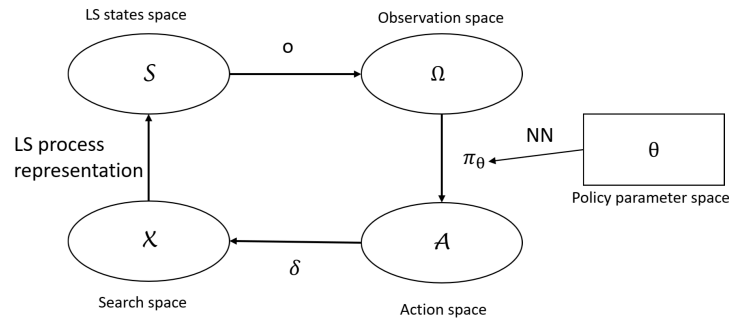 LS states space
Observation space
o
𝒮
Ω
LS process
representation
NN
π_θ
θ
Policy parameter space
𝒳
𝒜
δ
Search space
Action space